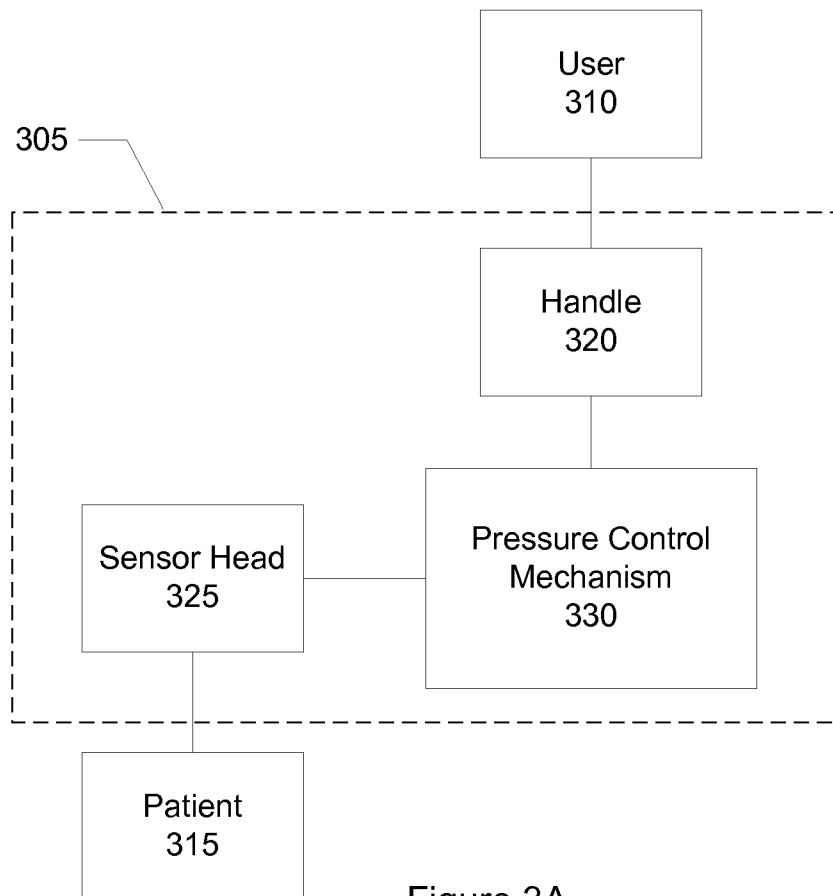 User
310
305
Handle
320
Pressure Control
Mechanism
330
Sensor Head
325
Patient
315
Figure 3A